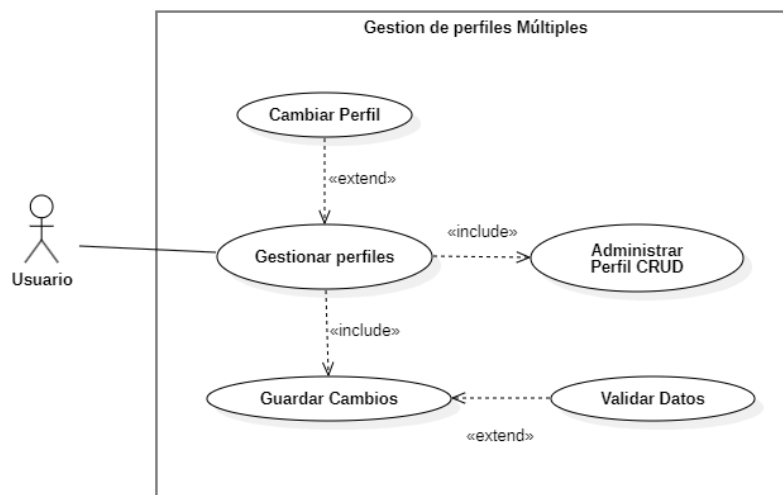 Gestion de perfiles Múltiples
Cambiar Perfil
«extend»
«include»
Gestionar perfiles
Administrar
Perfil CRUD
Usuario
«include»
Guardar Cambios
Validar Datos
«extend»